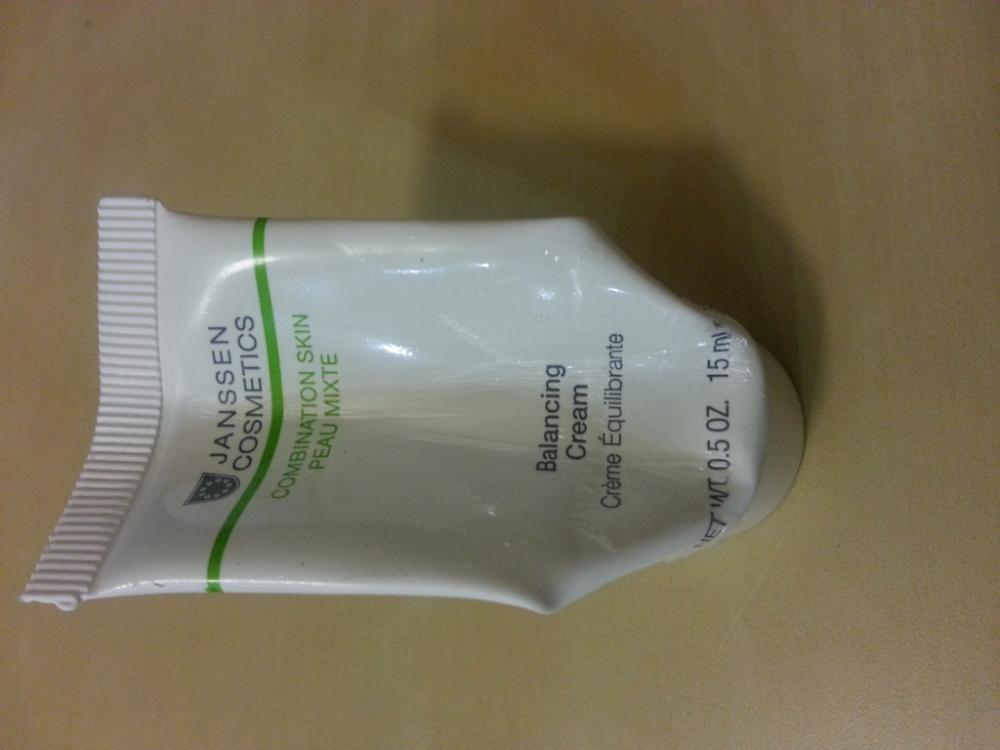 JANSSEN
COSMETICS
COMBINATION SKIN
PEAU MIXTE
Balancing
Cream
Crème Équilibrante
NET WT. 0.5 OZ. 15 ml